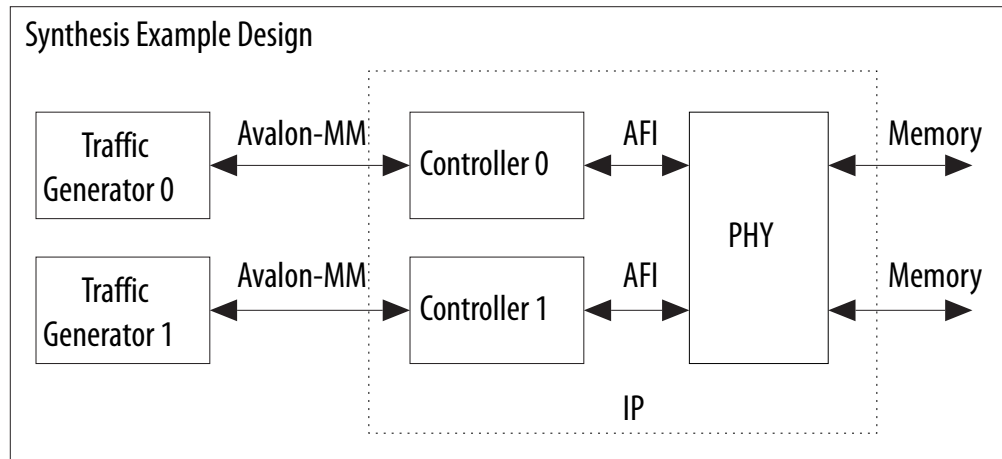 Synthesis Example Design
Traffic
Generator 0
Avalon-MM
Controller 0
AFI
PHY
Memory
Traffic
Generator 1
Avalon-MM
Controller 1
AFI
Memory
IP